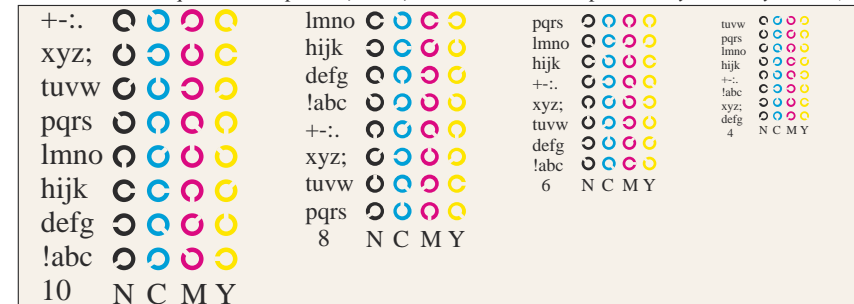 +-:.
xyz;
tuvw
pqrs
lmno
hijk
defg
!abc
10 N C M Y
lmno
hijk
defg
!abc
+-:.
xyz;
tuvw
pqrs
8 N C M Y
pqrs
lmno
hijk
+-:.
xyz;
tuvw
defg
!abc
6 N C M Y
tuvw
pqrs
lmno
hijk
+-:.
!abc
xyz;
defg
4 N C M Y